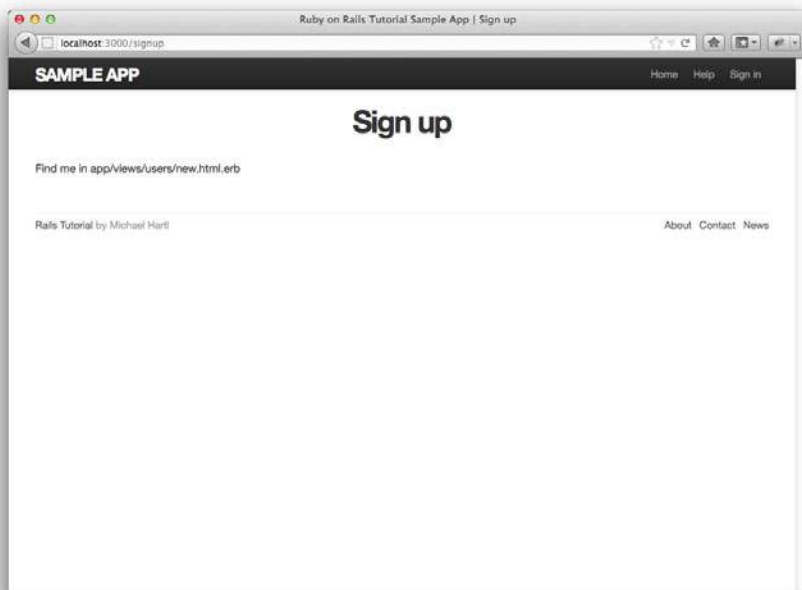 Ruby on Rails Tutorial Sample App | Sign up
localhost:3000/signup
SAMPLE APP
Home Help Sign in
Sign up
Find me in app/views/users/new.html.erb
Rails Tutorial by Michael Hartl
About Contact News